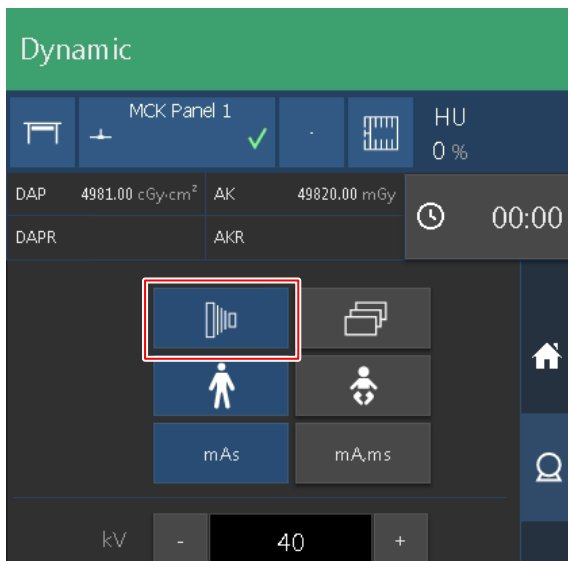 Dynamic
MCK Panel 1
HU
0 %
DAP 4981.00 cGy·cm² AK 49820.00 mGy
00:00
DAPR AKR
mAs mA,ms
kV - 40 +